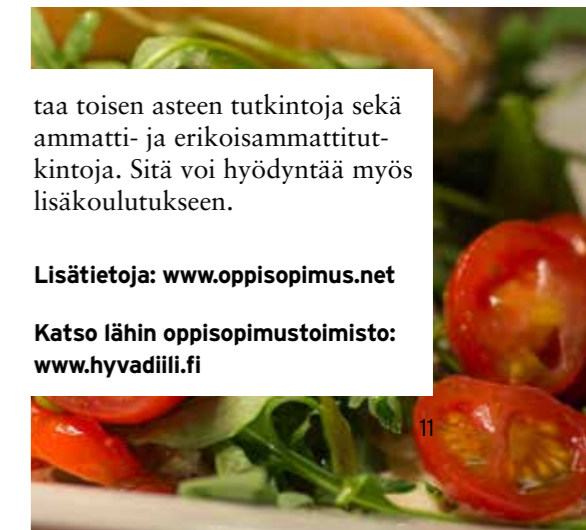 taa toisen asteen tutkintoja sekä
ammatti- ja erikoisammattitut-
kintoja. Sitä voi hyödyntää myös
lisäkoulutukseen.
Lisätietoja: www.oppisopimus.net
Katso lähin oppisopimustoimisto:
www.hyvadiili.fi
11